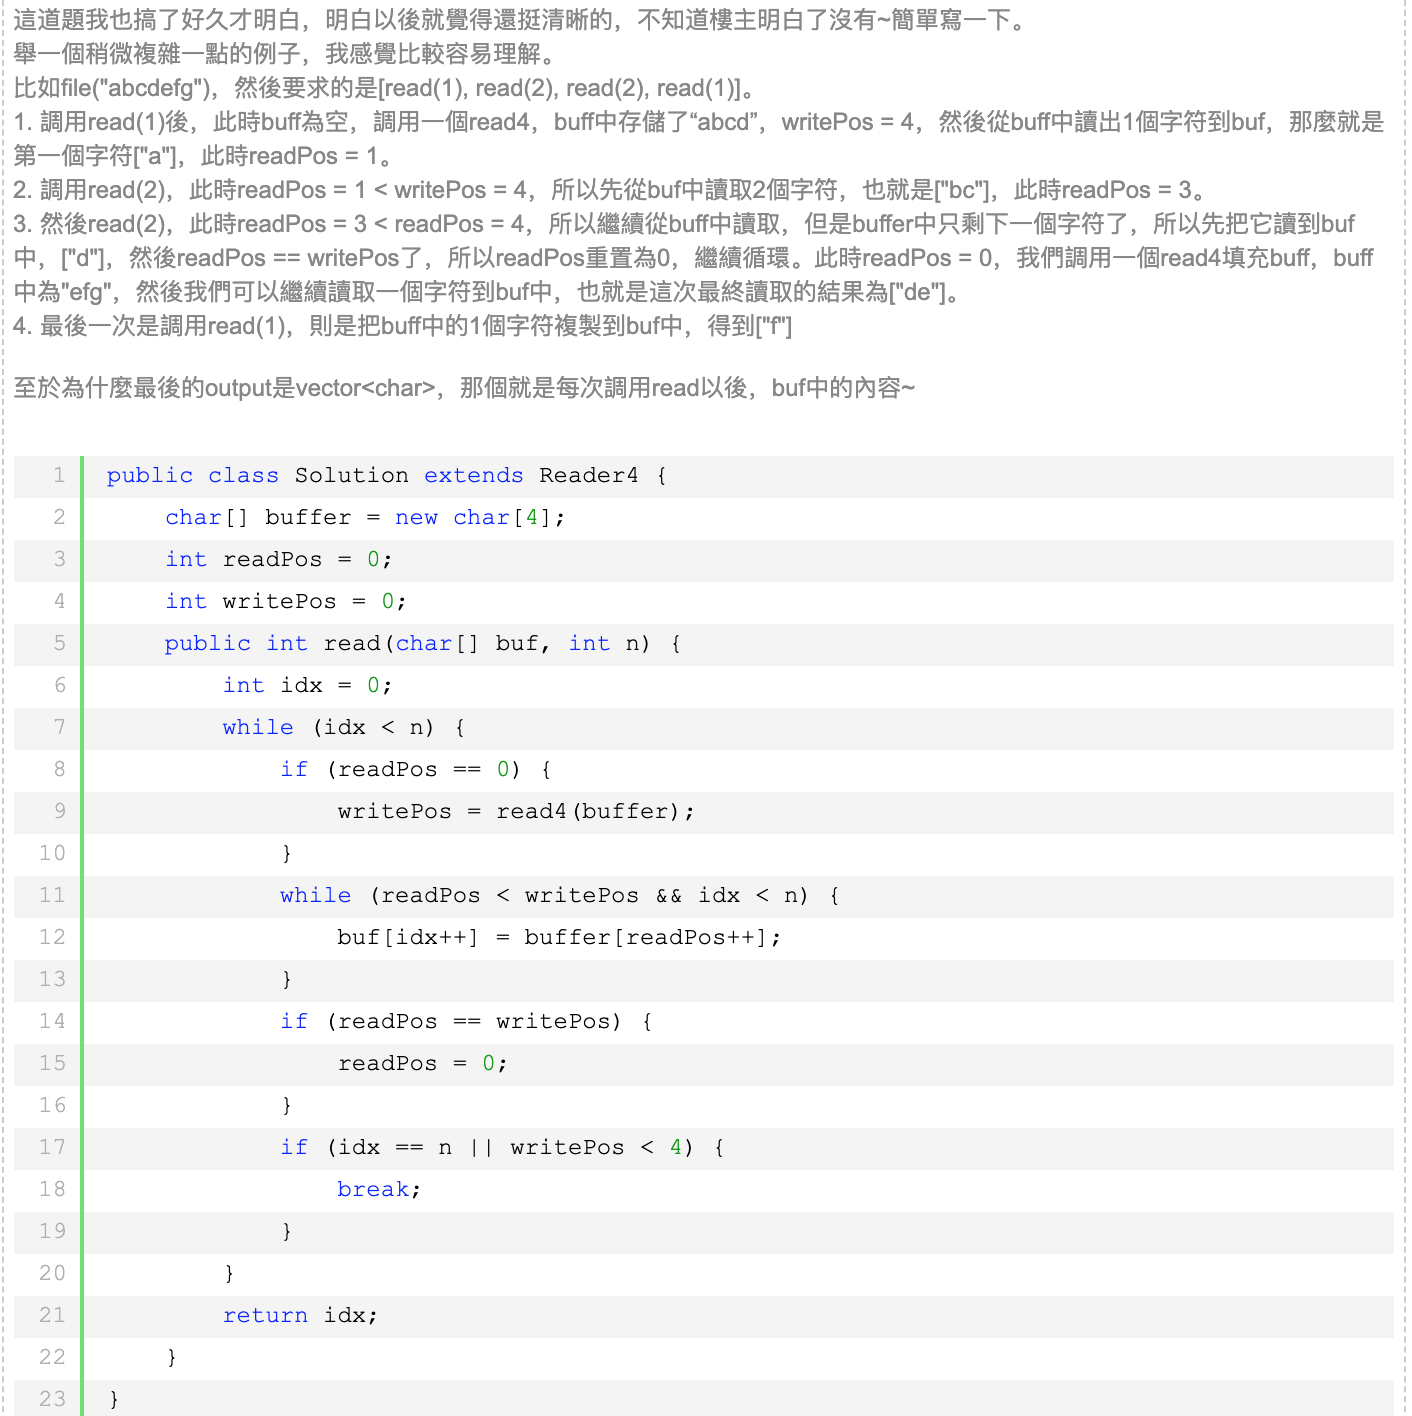 這道題我也搞了好久才明白，明白以後就覺得還挺清晰的，不知道樓主明白了沒有~簡單寫一下。
舉一個稍微複雜一點的例子，我感覺比較容易理解。
比如file("abcdefg")，然後要求的是[read(1), read(2), read(2), read(1)]。
1. 調用read(1)後，此時buff為空，調用一個read4，buff中存儲了“abcd”，writePos = 4，然後從buff中讀出1個字符到buf，那麼就是
第一個字符["a"]，此時readPos = 1。
2. 調用read(2)，此時readPos = 1 < writePos = 4，所以先從buf中讀取2個字符，也就是["bc"]，此時readPos = 3。
3. 然後read(2)，此時readPos = 3 < readPos = 4，所以繼續從buff中讀取，但是buffer中只剩下一個字符了，所以先把它讀到buf
中，["d"]，然後readPos == writePos了，所以readPos重置為0，繼續循環。此時readPos = 0，我們調用一個read4填充buff，buff
中為"efg"，然後我們可以繼續讀取一個字符到buf中，也就是這次最終讀取的結果為["de"]。
4. 最後一次是調用read(1)，則是把buff中的1個字符複製到buf中，得到["f"]
至於為什麼最後的output是vector<char>，那個就是每次調用read以後，buf中的內容~
1 public class Solution extends Reader4 {
2     char[] buffer = new char[4];
3     int readPos = 0;
4     int writePos = 0;
5     public int read(char[] buf, int n) {
6         int idx = 0;
7         while (idx < n) {
8             if (readPos == 0) {
9                 writePos = read4(buffer);
10             }
11             while (readPos < writePos && idx < n) {
12                 buf[idx++] = buffer[readPos++];
13             }
14             if (readPos == writePos) {
15                 readPos = 0;
16             }
17             if (idx == n || writePos < 4) {
18                 break;
19             }
20         }
21         return idx;
22     }
23 }